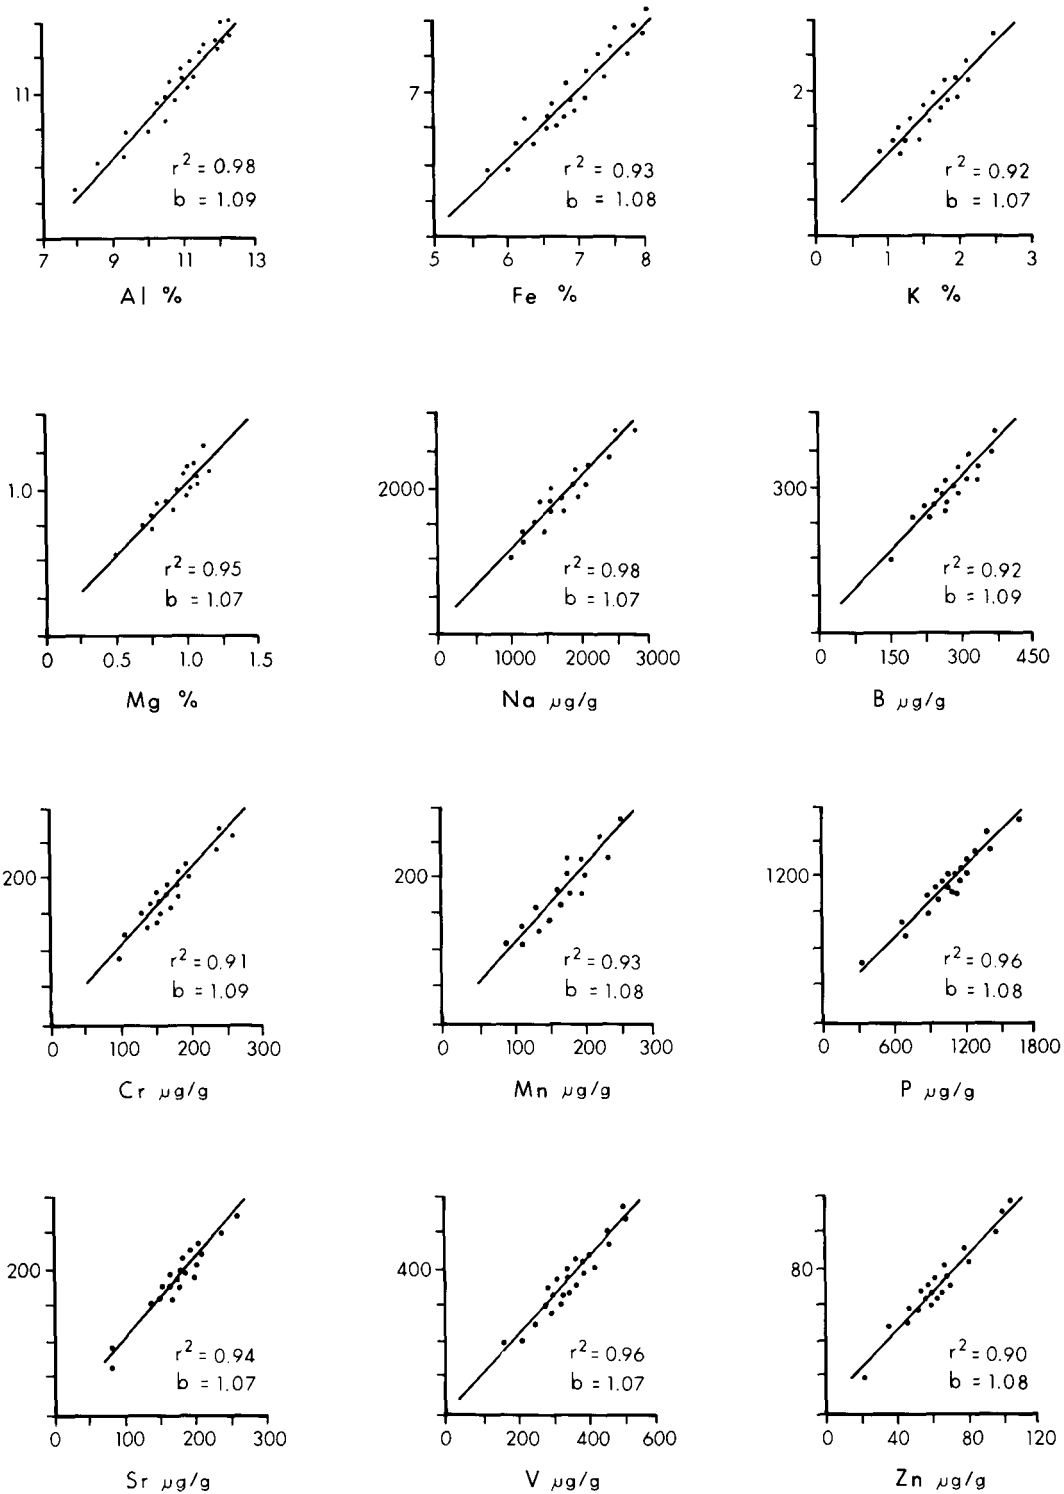 11
r² = 0.98
b = 1.09
7 9 11 13
Al %
7
r² = 0.93
b = 1.08
5 6 7 8
Fe %
2
r² = 0.92
b = 1.07
0 1 2 3
K %
1.0
r² = 0.95
b = 1.07
0 0.5 1.0 1.5
Mg %
2000
r² = 0.98
b = 1.07
0 1000 2000 3000
Na µg/g
300
r² = 0.92
b = 1.09
0 150 300 450
B µg/g
200
r² = 0.91
b = 1.09
0 100 200 300
Cr µg/g
200
r² = 0.93
b = 1.08
0 100 200 300
Mn µg/g
1200
r² = 0.96
b = 1.08
0 600 1200 1800
P µg/g
200
r² = 0.94
b = 1.07
0 100 200 300
Sr µg/g
400
r² = 0.96
b = 1.07
0 200 400 600
V µg/g
80
r² = 0.90
b = 1.08
0 40 80 120
Zn µg/g